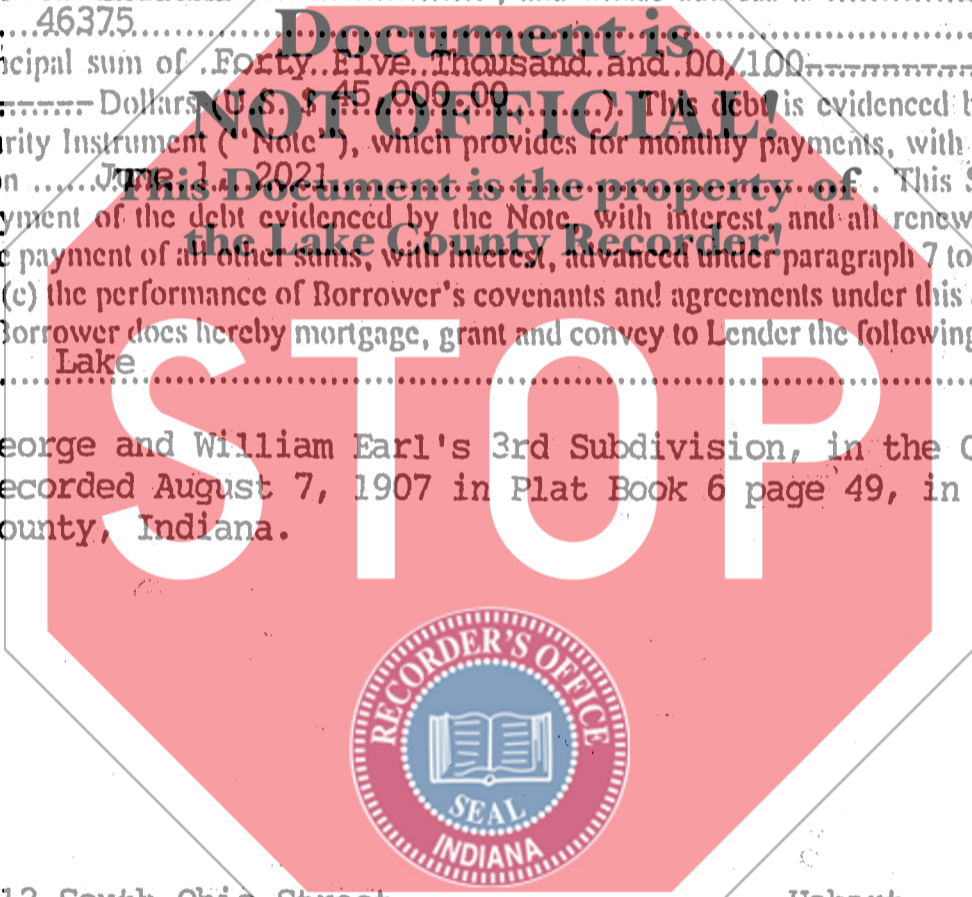 46375
Document is
ncipal sum of ..Forty Five Thousand and 00/100
Dollars (U.S. $ 45,000.00 ........). This debt is evidenced b
NOT OFFICIAL!
rity Instrument ("Note"), which provides for monthly payments, with
n ......June 1, 2021 ........ . This S
This Document is the property of
yment of the debt evidenced by the Note, with interest, and all renew
the Lake County Recorder!
e payment of all other sums, with interest, advanced under paragraph 7 to
(c) the performance of Borrower's covenants and agreements under this
Borrower does hereby mortgage, grant and convey to Lender the following
Lake
STOP
eorge and William Earl's 3rd Subdivision, in the C
ecorded August 7, 1907 in Plat Book 6 page 49, in
ounty, Indiana.
RECORDER'S OFFICE
SEAL
INDIANA
South Ohio Street